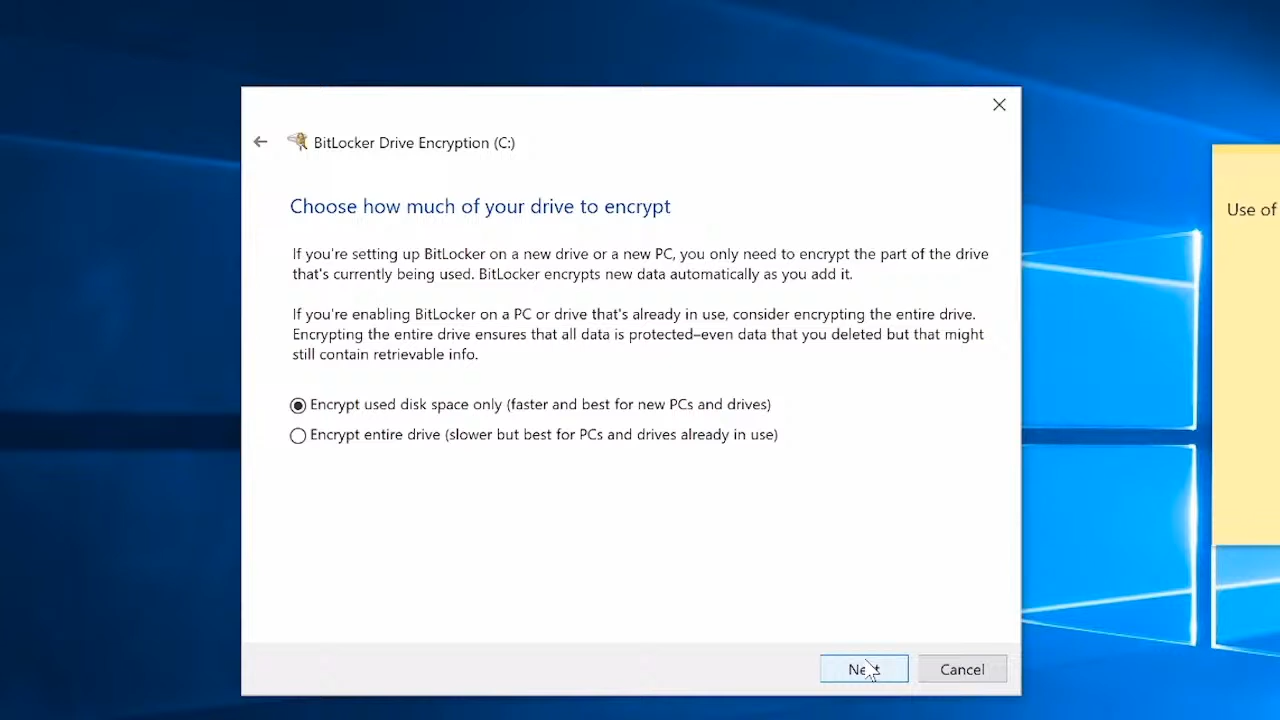 BitLocker Drive Encryption (C:)
Choose how much of your drive to encrypt
If you're setting up BitLocker on a new drive or a new PC, you only need to encrypt the part of the drive
that's currently being used. BitLocker encrypts new data automatically as you add it.
If you're enabling BitLocker on a PC or drive that's already in use, consider encrypting the entire drive.
Encrypting the entire drive ensures that all data is protected–even data that you deleted but that might
still contain retrievable info.
Encrypt used disk space only (faster and best for new PCs and drives)
Encrypt entire drive (slower but best for PCs and drives already in use)
Next
Cancel
Use of